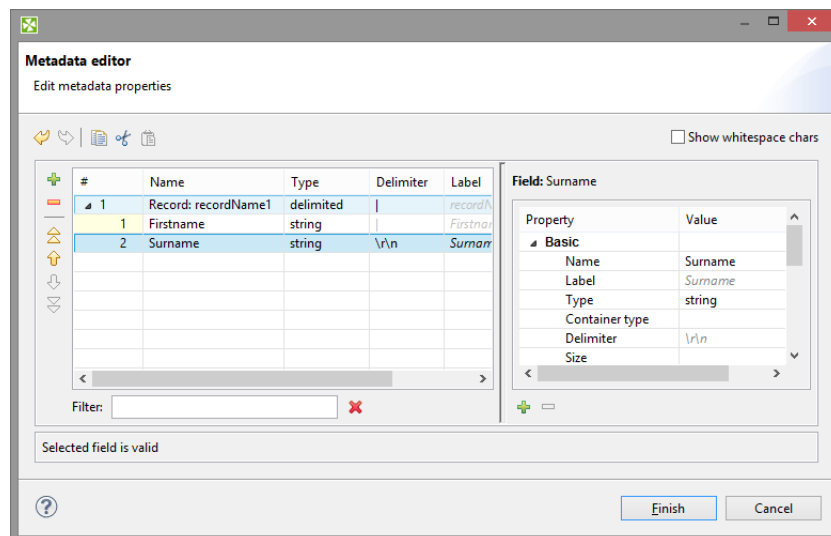 Metadata editor
Edit metadata properties
Show whitespace chars
# Name Type Delimiter Label
1 Record: recordName1 delimited | recordN
1 Firstname string | Firstnar
2 Surname string \r\n Surnam
Filter:
Field: Surname
Property Value
Basic
Name Surname
Label Surname
Type string
Container type
Delimiter \r\n
Size
Selected field is valid
?
Finish Cancel